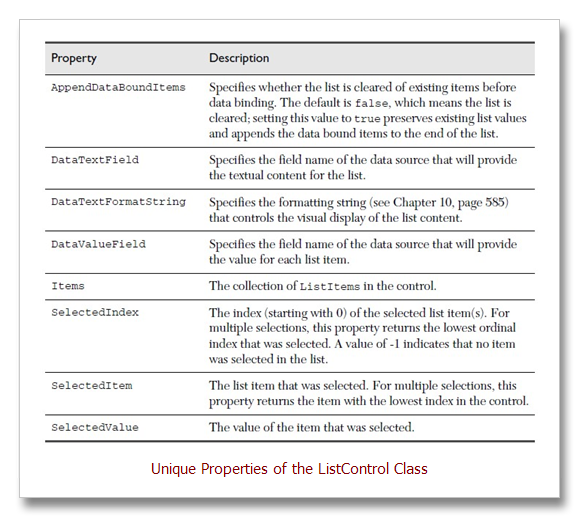 Property Description
AppendDataBoundItems Specifies whether the list is cleared of existing items before
data binding. The default is false, which means the list is
cleared; setting this value to true preserves existing list values
and appends the data bound items to the end of the list.
DataTextField Specifies the field name of the data source that will provide
the textual content for the list.
DataTextFormatString Specifies the formatting string (see Chapter 10, page 585)
that controls the visual display of the list content.
DataValueField Specifies the field name of the data source that will provide
the value for each list item.
Items The collection of ListItems in the control.
SelectedIndex The index (starting with 0) of the selected list item(s). For
multiple selections, this property returns the lowest ordinal
index that was selected. A value of -1 indicates that no item
was selected in the list.
SelectedItem The list item that was selected. For multiple selections, this
property returns the item with the lowest index in the control.
SelectedValue The value of the item that was selected.
Unique Properties of the ListControl Class